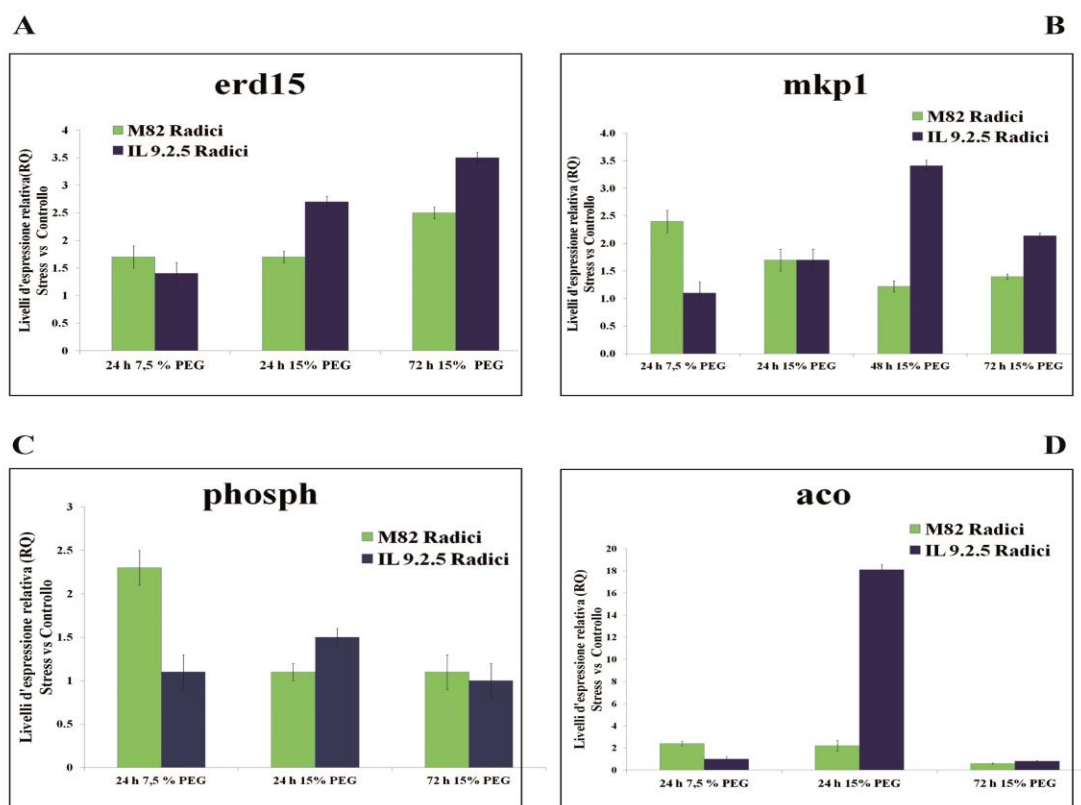 A
B
erd15
M82 Radici
IL 9.2.5 Radici
Livelli d'espressione relativa(RQ)
Stress vs Controllo
4
3.5
3
2.5
2
1.5
1
0.5
0
24 h 7,5 % PEG
24 h 15% PEG
72 h 15% PEG
mkp1
M82 Radici
IL 9.2.5 Radici
Livelli d'espressione relativa (RQ)
Stress vs Controllo
4.0
3.5
3.0
2.5
2.0
1.5
1.0
0.5
0.0
24 h 7,5 % PEG
24 h 15% PEG
48 h 15% PEG
72 h 15% PEG
C
D
phosph
M82 Radici
IL 9.2.5 Radici
Livelli d'espressione relativa (RQ)
Stress vs Controllo
3
2.5
2
1.5
1
0.5
0
24 h 7,5 % PEG
24 h 15% PEG
72 h 15% PEG
aco
M82 Radici
IL 9.2.5 Radici
Livelli d'espressione relativa (RQ)
Stress vs Controllo
20
18
16
14
12
10
8
6
4
2
0
24 h 7,5 % PEG
24 h 15% PEG
72 h 15% PEG